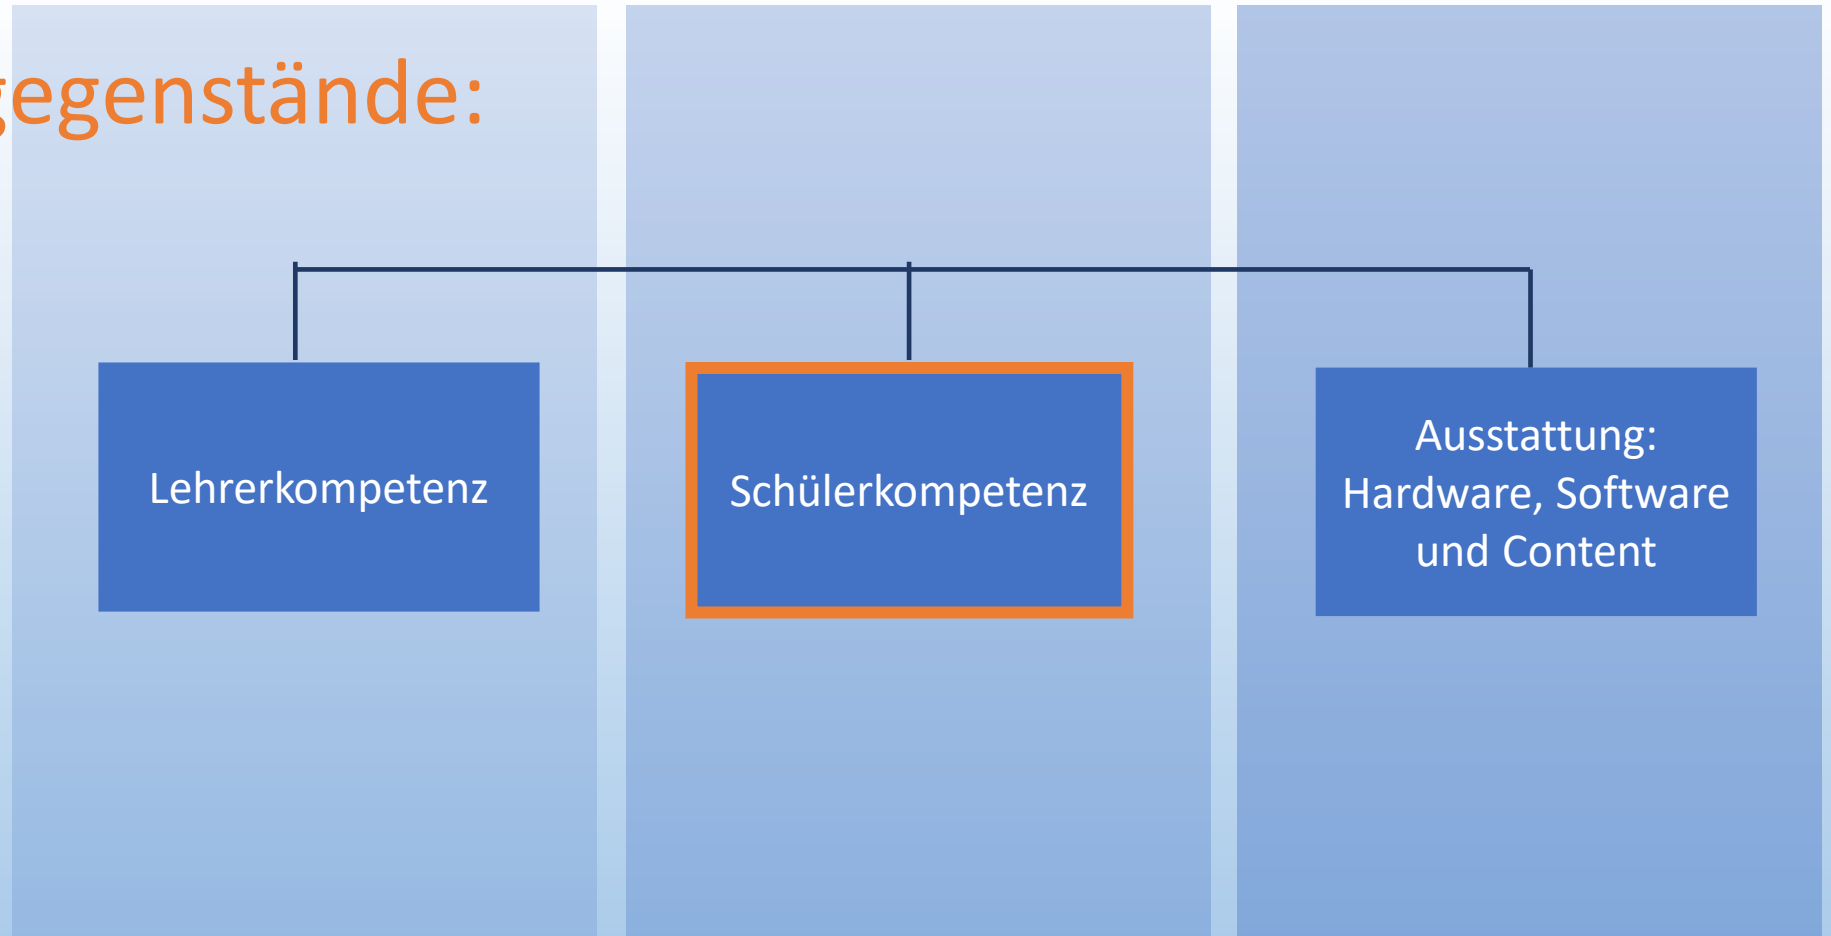 gegenstände:
Lehrerkompetenz
Schülerkompetenz
Ausstattung:
Hardware, Software
und Content